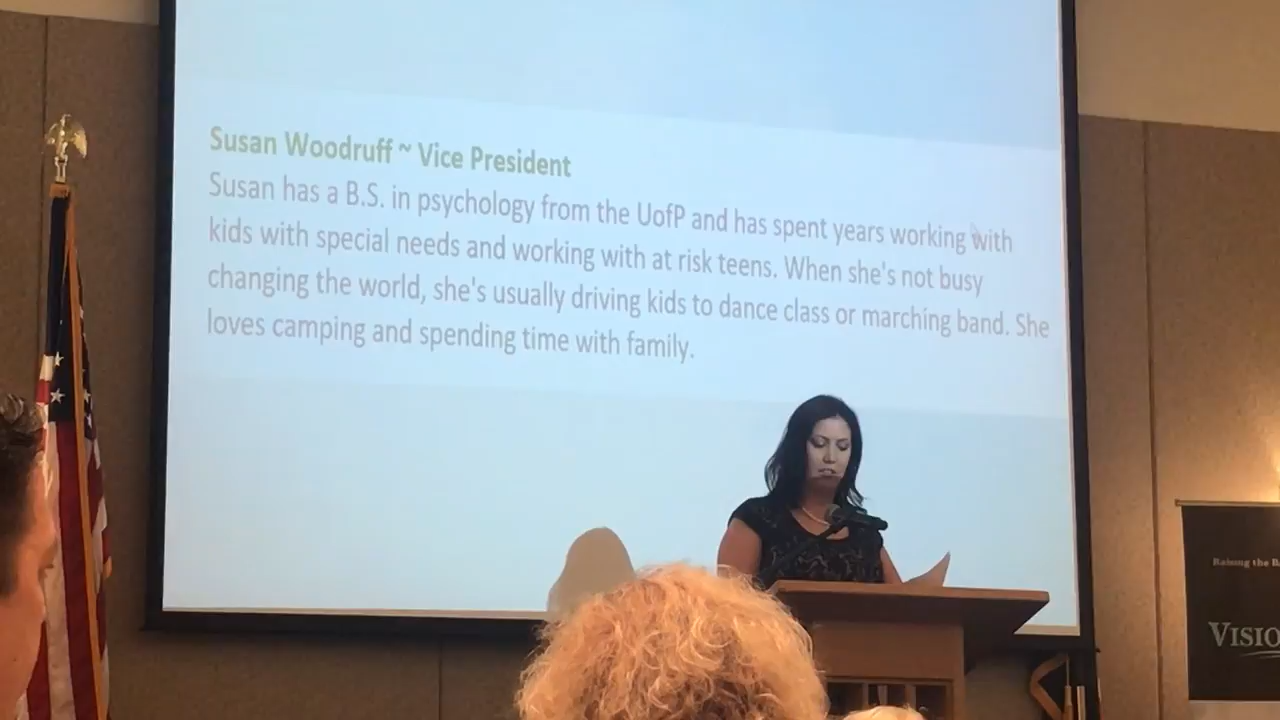 Susan Woodruff ~ Vice President
Susan has a B.S. in psychology from the UofP and has spent years working with
kids with special needs and working with at risk teens. When she's not busy
changing the world, she's usually driving kids to dance class or marching band. She
loves camping and spending time with family.
Raising the